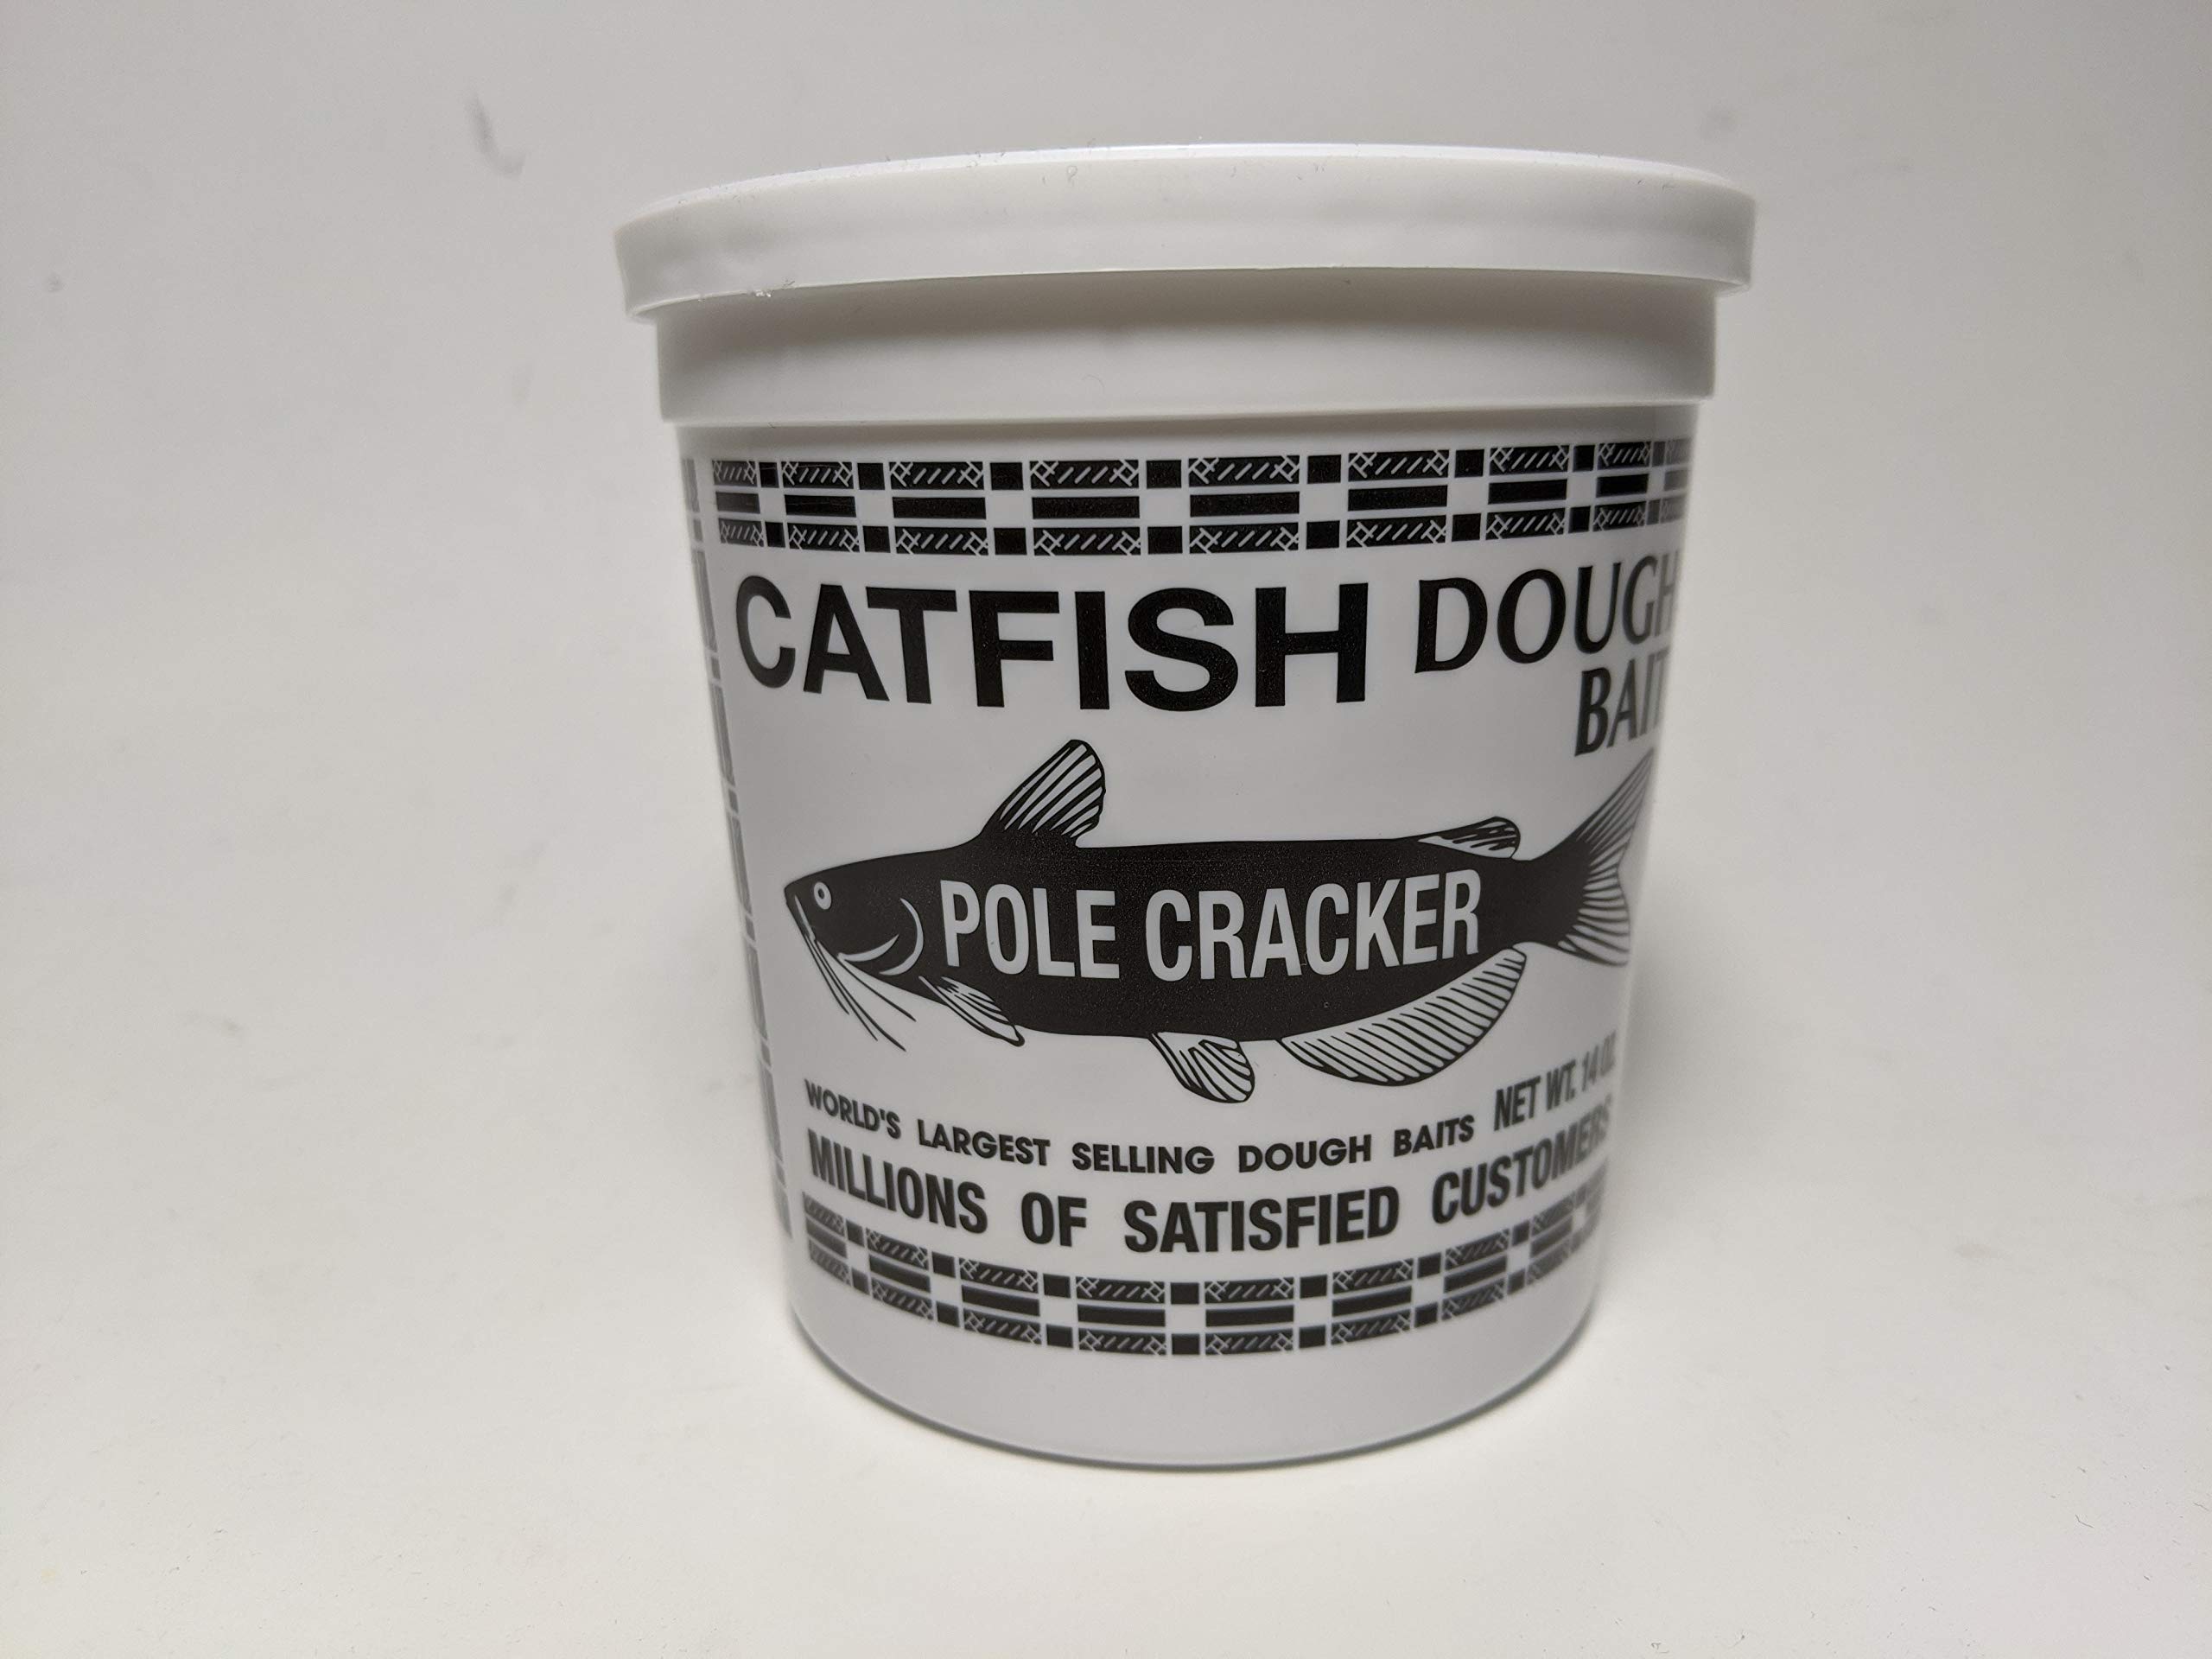 CATFISH DOUGH
BAIT
POLE CRACKER
NET WT. 14 OZ.
WORLD'S LARGEST SELLING DOUGH BAITS
MILLIONS OF SATISFIED CUSTOMERS